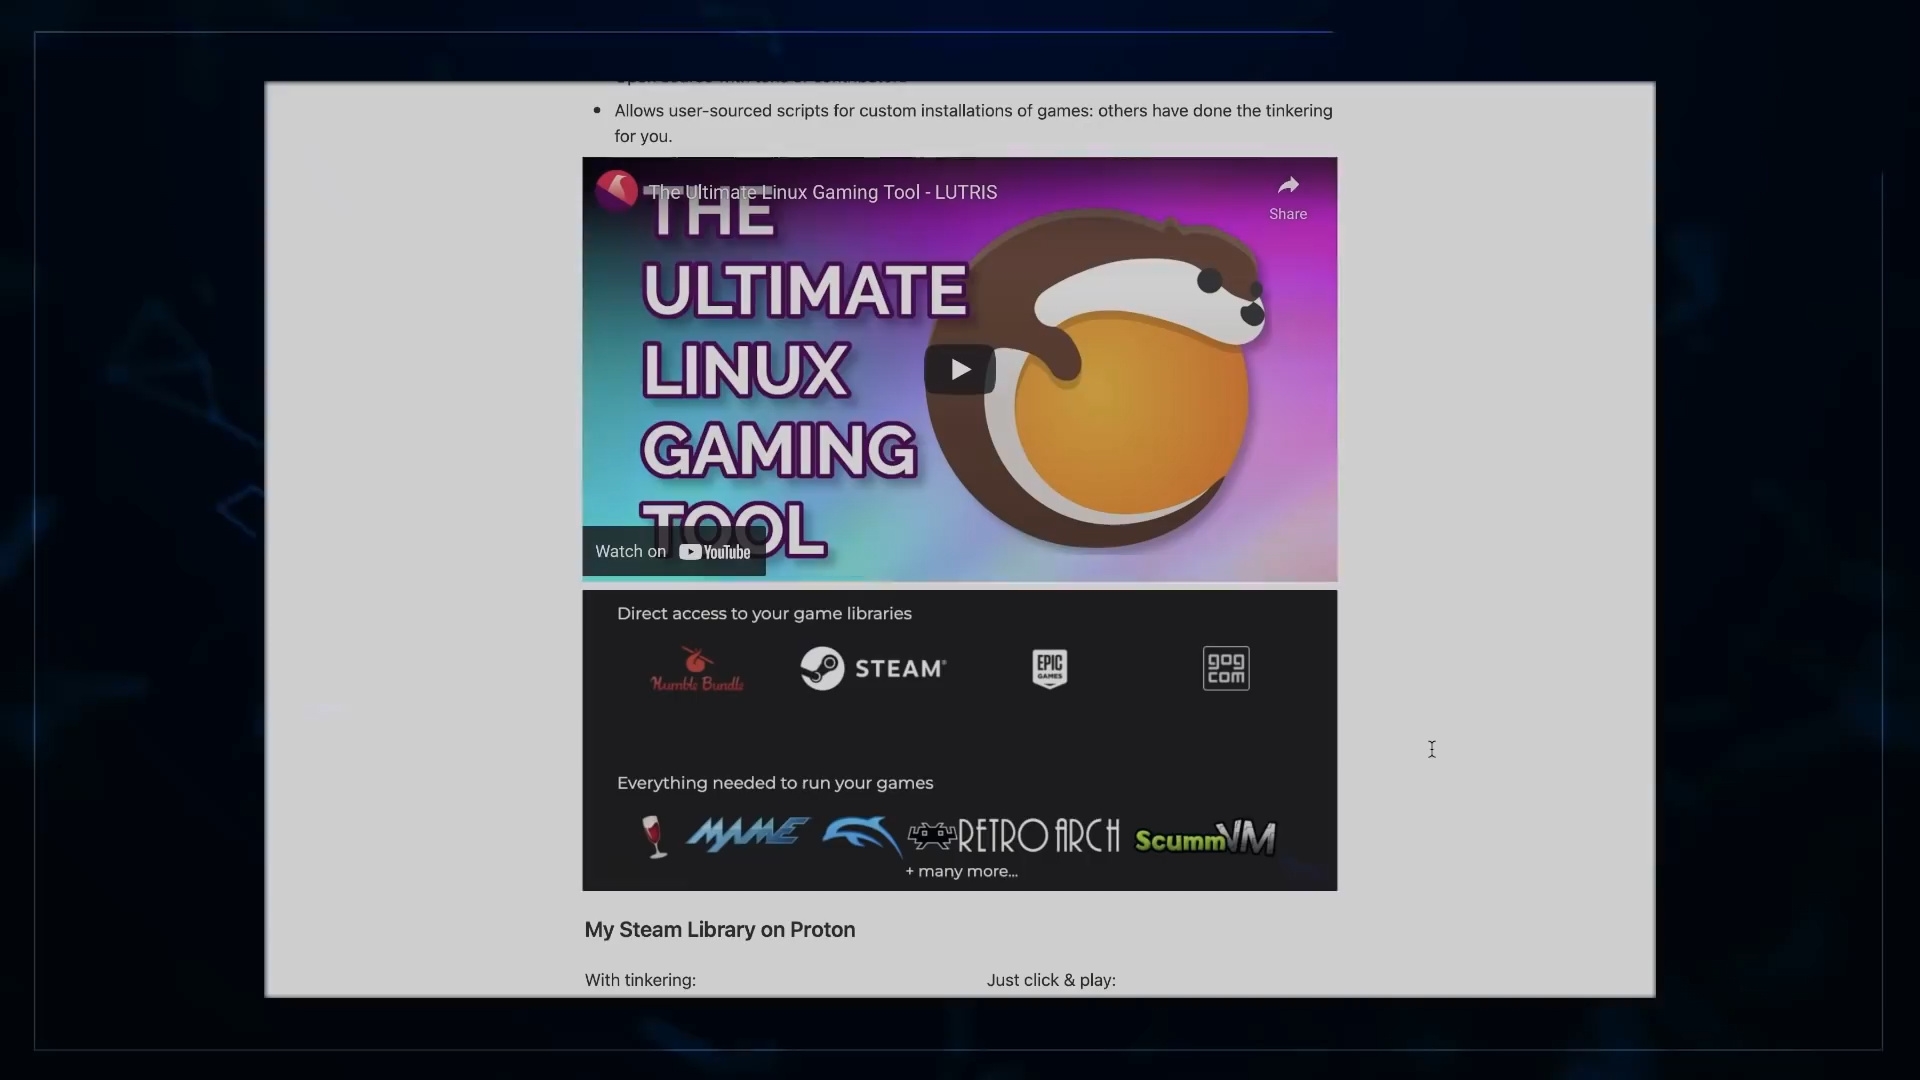 Allows user-sourced scripts for custom installations of games: others have done the tinkering
for you.
The Ultimate Linux Gaming Tool - LUTRIS
Share
THE
ULTIMATE
LINUX
GAMING
TOOL
Watch on YouTube
Direct access to your game libraries
Humble Bundle
STEAM®
EPIC
GAMES
gog
com
Everything needed to run your games
MAME
RETROARCH
ScummVM
+ many more...
My Steam Library on Proton
With tinkering:
Just click & play: